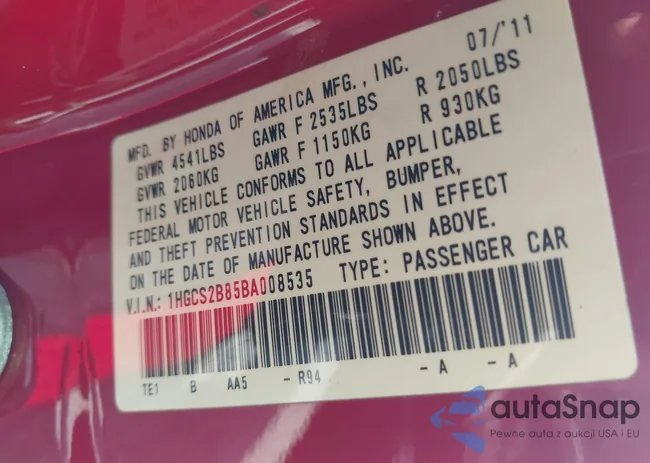 MFD. BY HONDA OF AMERICA MFG., INC. 07/'11
GVWR 4541LBS GAWR F 2535LBS R 2050LBS
GVWR 2060KG GAWR F 1150KG R 930KG
THIS VEHICLE CONFORMS TO ALL APPLICABLE
FEDERAL MOTOR VEHICLE SAFETY, BUMPER,
AND THEFT PREVENTION STANDARDS IN EFFECT
ON THE DATE OF MANUFACTURE SHOWN ABOVE.
V.I.N.: 1HGCS2B85BA008535 TYPE: PASSENGER CAR
TE1 B AA5 - R94 - A - A
autaSnap
Pewne auta z aukcji USA i EU